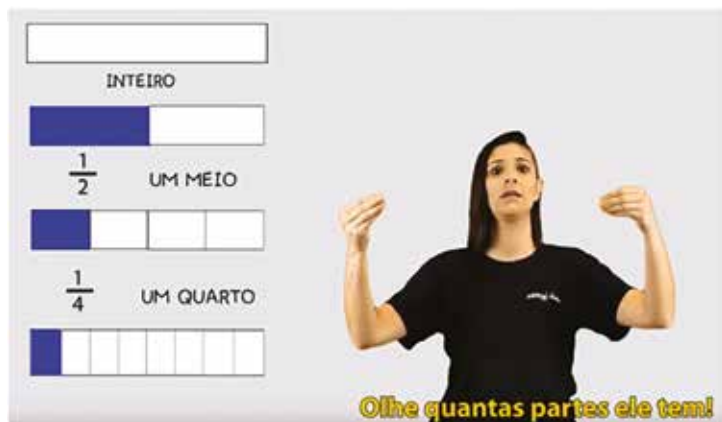 INTEIRO
1
2
UM MEIO
1
4
UM QUARTO
Olhe quantas partes ele tem!